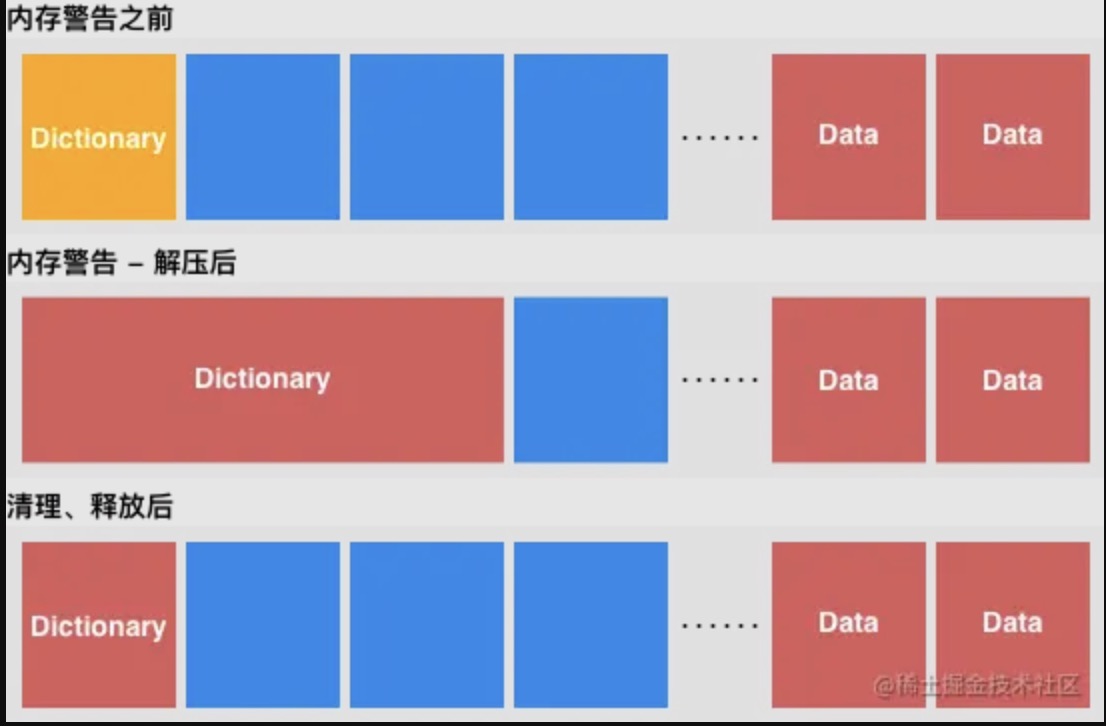 内存警告之前
Dictionary
......
Data
Data
内存警告 – 解压后
Dictionary
......
Data
Data
清理、释放后
Dictionary
......
Data
Data
@稀土掘金技术社区